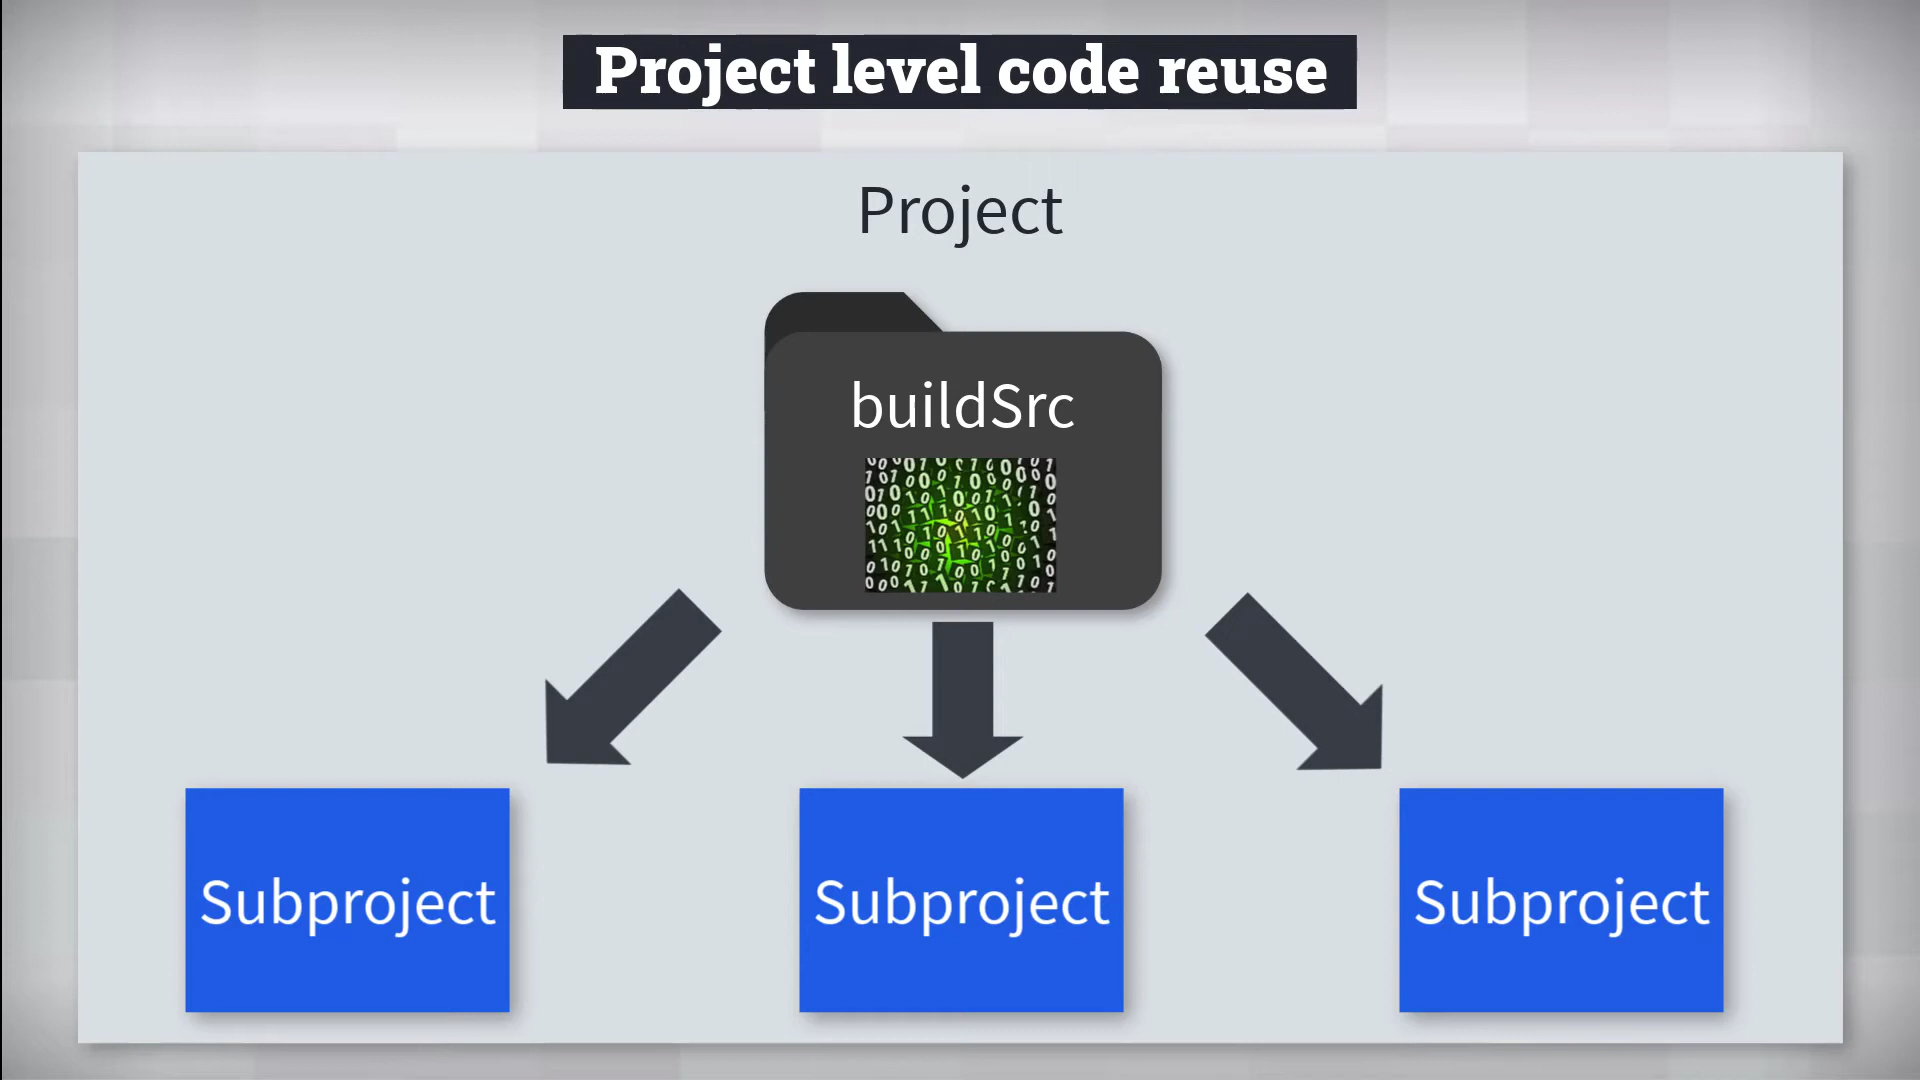 Project level code reuse
Project
buildSrc
Subproject
Subproject
Subproject